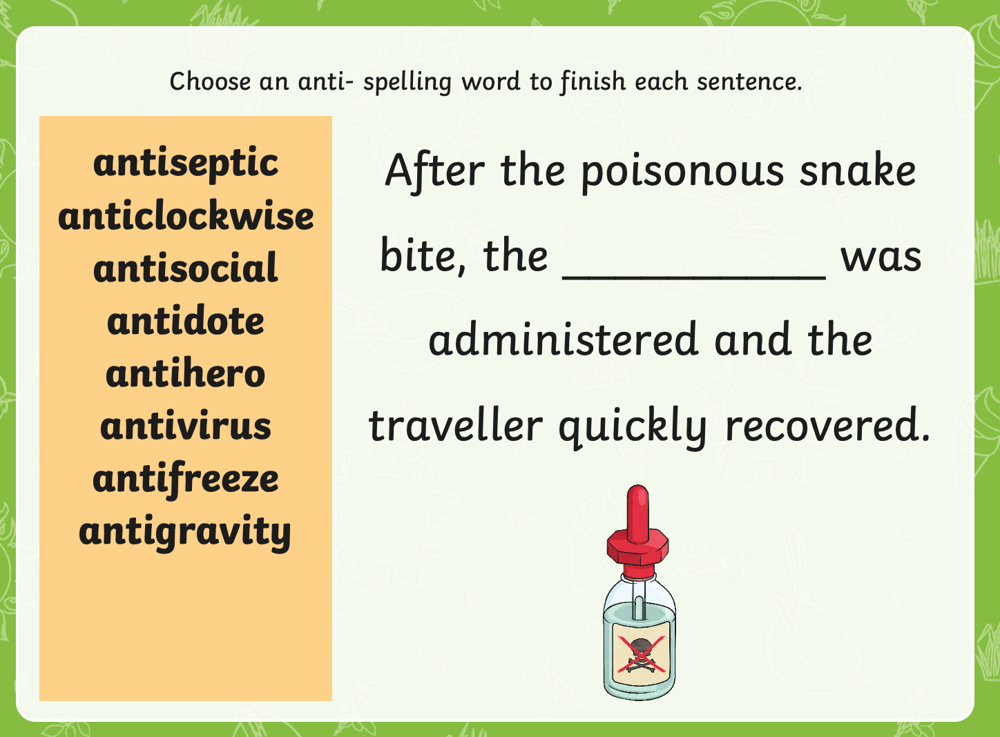 Choose an anti- spelling word to finish each sentence.
antiseptic
anticlockwise
antisocial
antidote
antihero
antivirus
antifreeze
antigravity
After the poisonous snake
bite, the __________ was
administered and the
traveller quickly recovered.